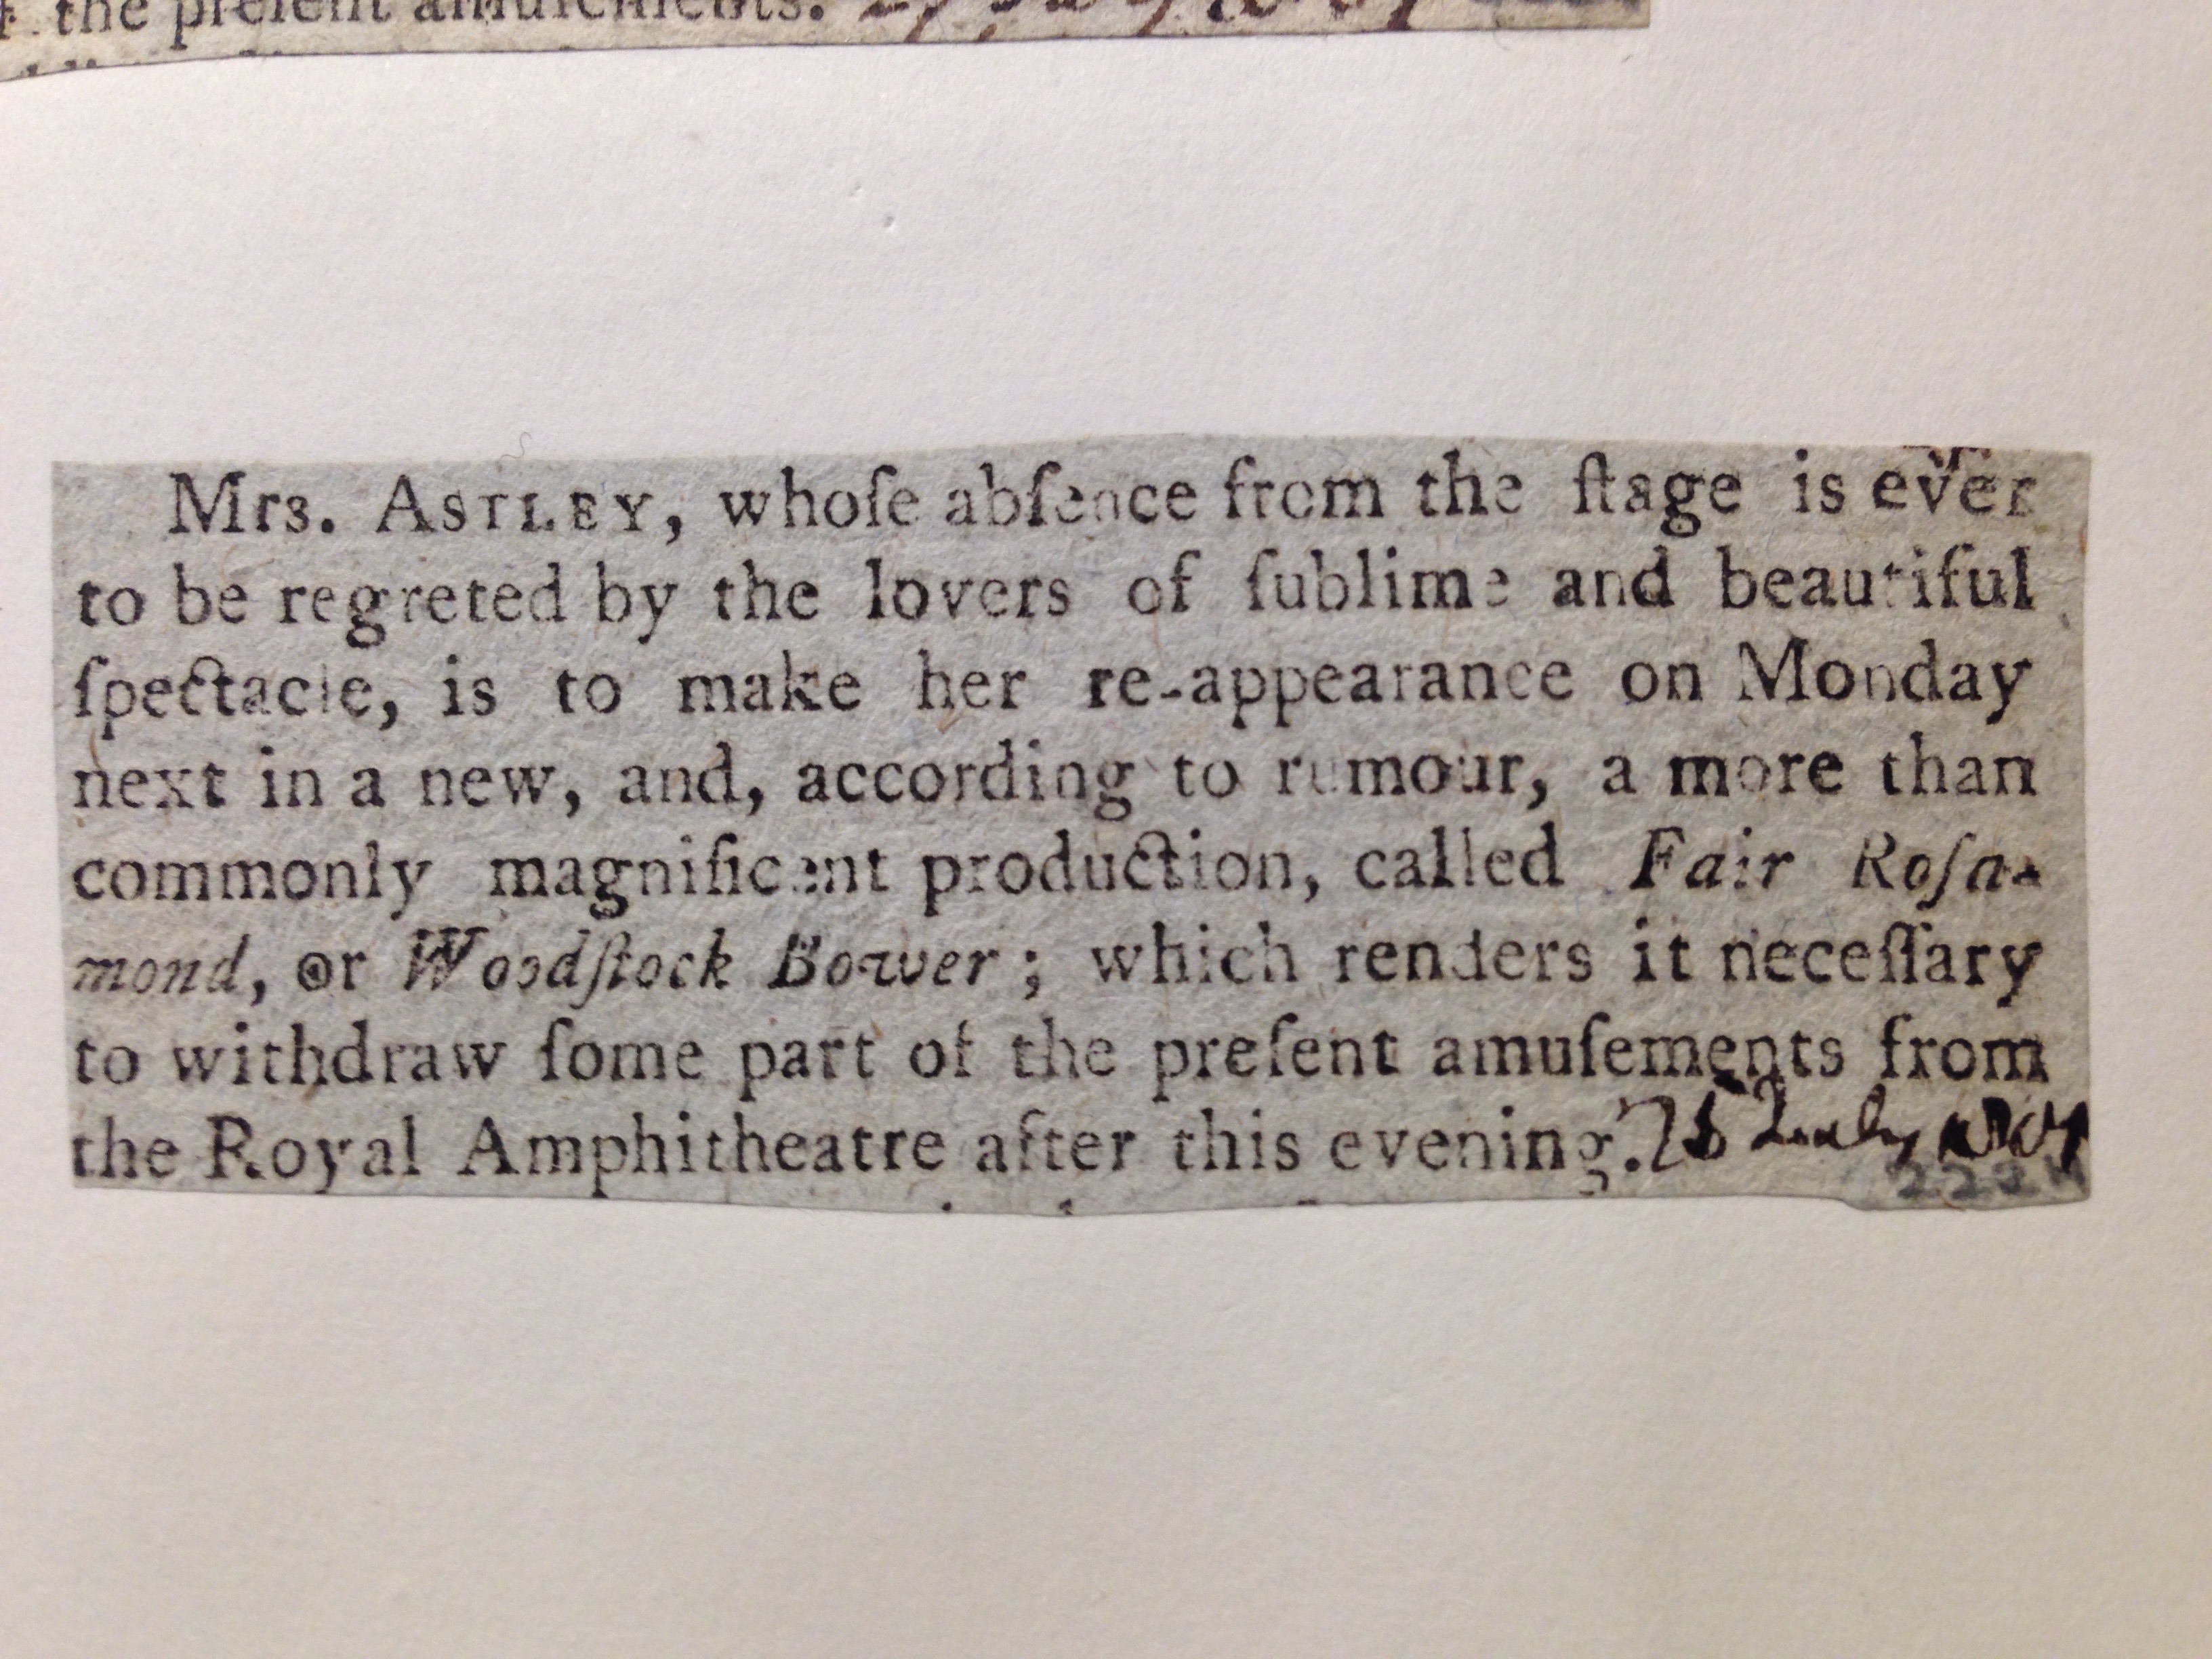 the preſent amuſements.
Mrs. ASTLEY, whoſe abſence from the ſtage is ever
to be regreted by the lovers of ſublime and beautiful
ſpectacle, is to make her re-appearance on Monday
next in a new, and, according to rumour, a more than
commonly magnificent production, called Fair Roſa-
mond, or Woodſtock Bower; which renders it neceſſary
to withdraw ſome part of the preſent amuſements from
the Royal Amphitheatre after this evening. July